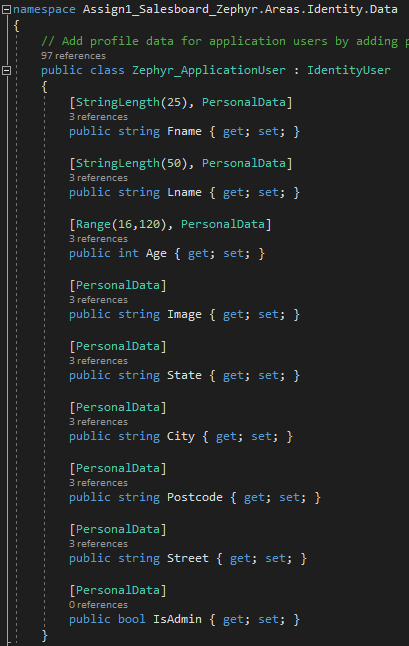 namespace Assign1_Salesboard_Zephyr.Areas.Identity.Data
{
// Add profile data for application users by adding
97 references
public class Zephyr_ApplicationUser : IdentityUser
{
[StringLength(25), PersonalData]
3 references
public string Fname { get; set; }
[StringLength(50), PersonalData]
3 references
public string Lname { get; set; }
[Range(16,120), PersonalData]
3 references
public int Age { get; set; }
[PersonalData]
3 references
public string Image { get; set; }
[PersonalData]
3 references
public string State { get; set; }
[PersonalData]
3 references
public string City { get; set; }
[PersonalData]
3 references
public string Postcode { get; set; }
[PersonalData]
3 references
public string Street { get; set; }
[PersonalData]
0 references
public bool IsAdmin { get; set; }
}